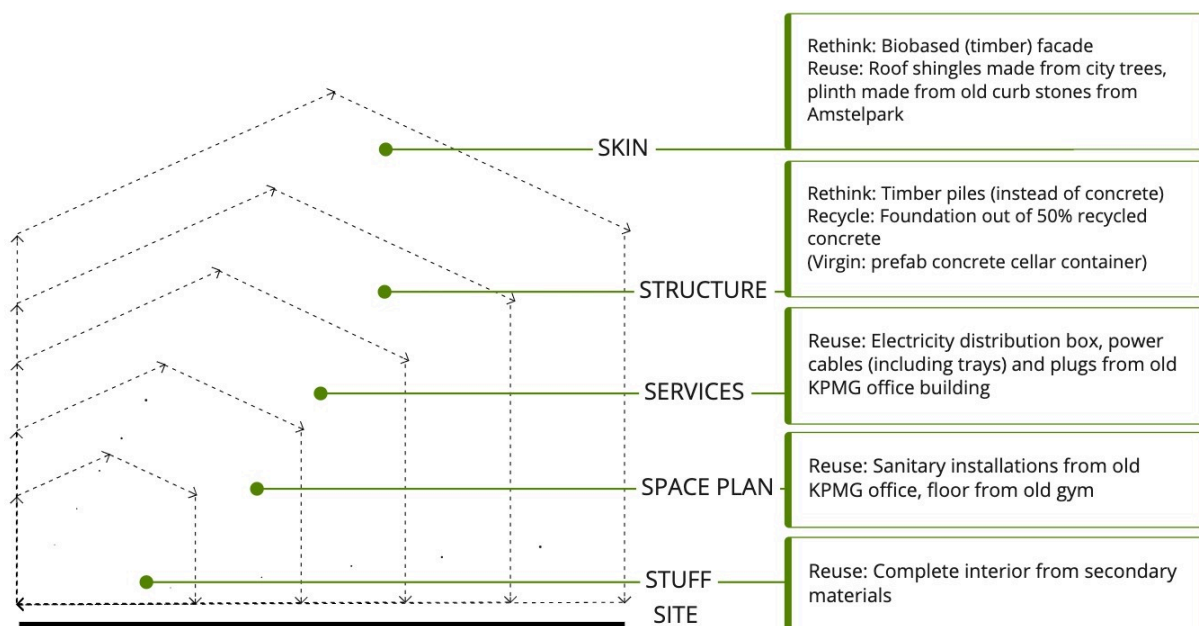 Rethink: Biobased (timber) facade
Reuse: Roof shingles made from city trees,
plinth made from old curb stones from
Amstelpark
SKIN
Rethink: Timber piles (instead of concrete)
Recycle: Foundation out of 50% recycled
concrete
(Virgin: prefab concrete cellar container)
STRUCTURE
Reuse: Electricity distribution box, power
cables (including trays) and plugs from old
KPMG office building
SERVICES
Reuse: Sanitary installations from old
KPMG office, floor from old gym
SPACE PLAN
Reuse: Complete interior from secondary
materials
STUFF
SITE